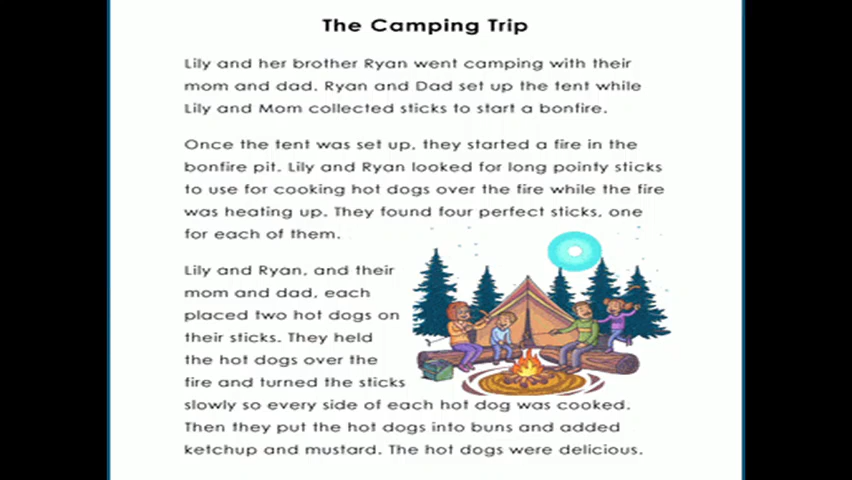 The Camping Trip
Lily and her brother Ryan went camping with their
mom and dad. Ryan and Dad set up the tent while
Lily and Mom collected sticks to start a bonfire.
Once the tent was set up, they started a fire in the
bonfire pit. Lily and Ryan looked for long pointy sticks
to use for cooking hot dogs over the fire while the fire
was heating up. They found four perfect sticks, one
for each of them.
Lily and Ryan, and their
mom and dad, each
placed two hot dogs on
their sticks. They held
the hot dogs over the
fire and turned the sticks
slowly so every side of each hot dog was cooked.
Then they put the hot dogs into buns and added
ketchup and mustard. The hot dogs were delicious.